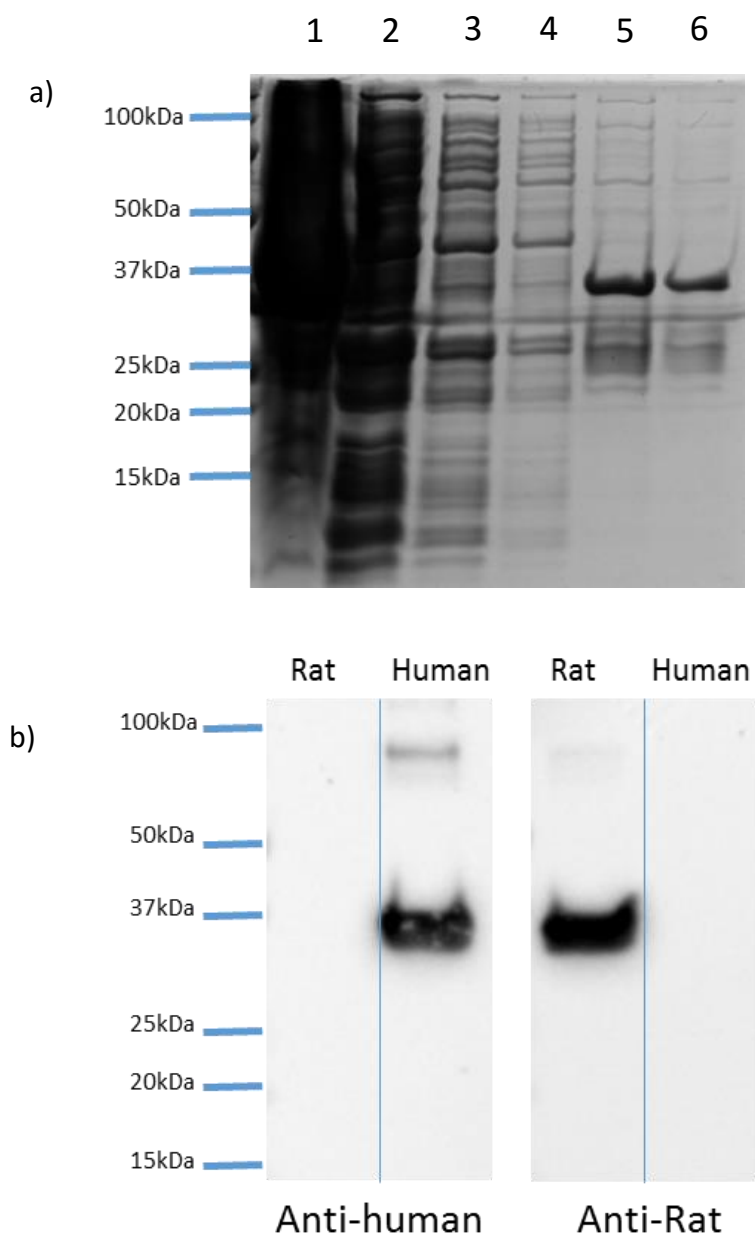 1 2 3 4 5 6
a)
100kDa
50kDa
37kDa
25kDa
20kDa
15kDa
Rat Human Rat Human
b)
100kDa
50kDa
37kDa
25kDa
20kDa
15kDa
Anti-human Anti-Rat